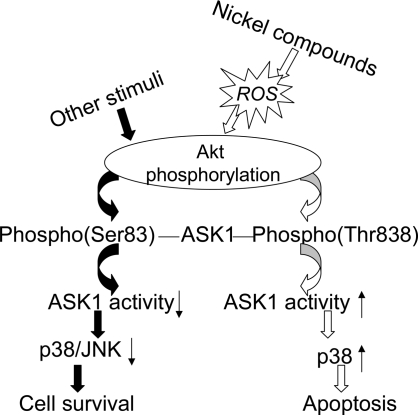 Nickel compounds
ROS
Other stimuli
Akt
phosphorylation
Phospho(Ser83) — ASK1 — Phospho(Thr838)
ASK1 activity ↓ ASK1 activity ↑
p38/JNK ↓ p38 ↑
Cell survival Apoptosis